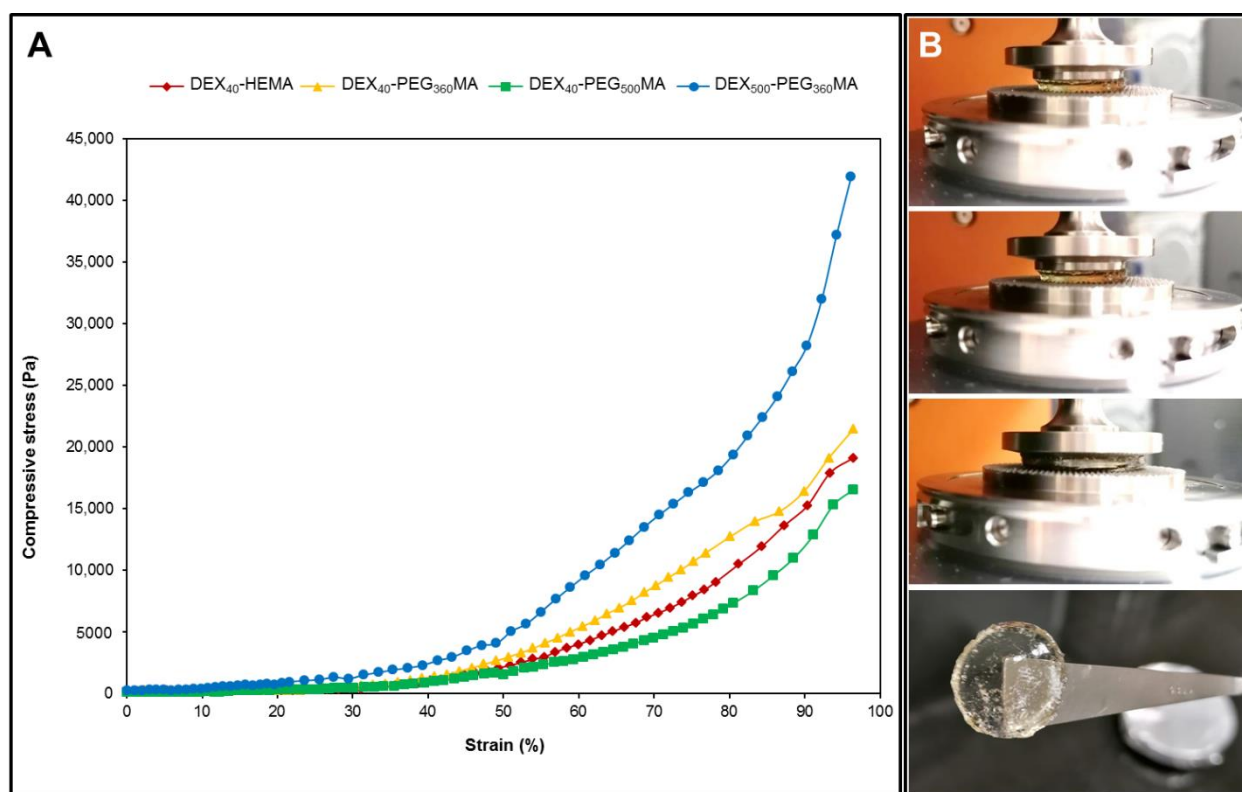 A
B
DEX₄₀-HEMA DEX₄₀-PEG₃₆₀MA DEX₄₀-PEG₅₀₀MA DEX₅₀₀-PEG₃₆₀MA
45,000
40,000
35,000
30,000
25,000
20,000
15,000
10,000
5000
0
Compressive stress (Pa)
0 10 20 30 40 50 60 70 80 90 100
Strain (%)